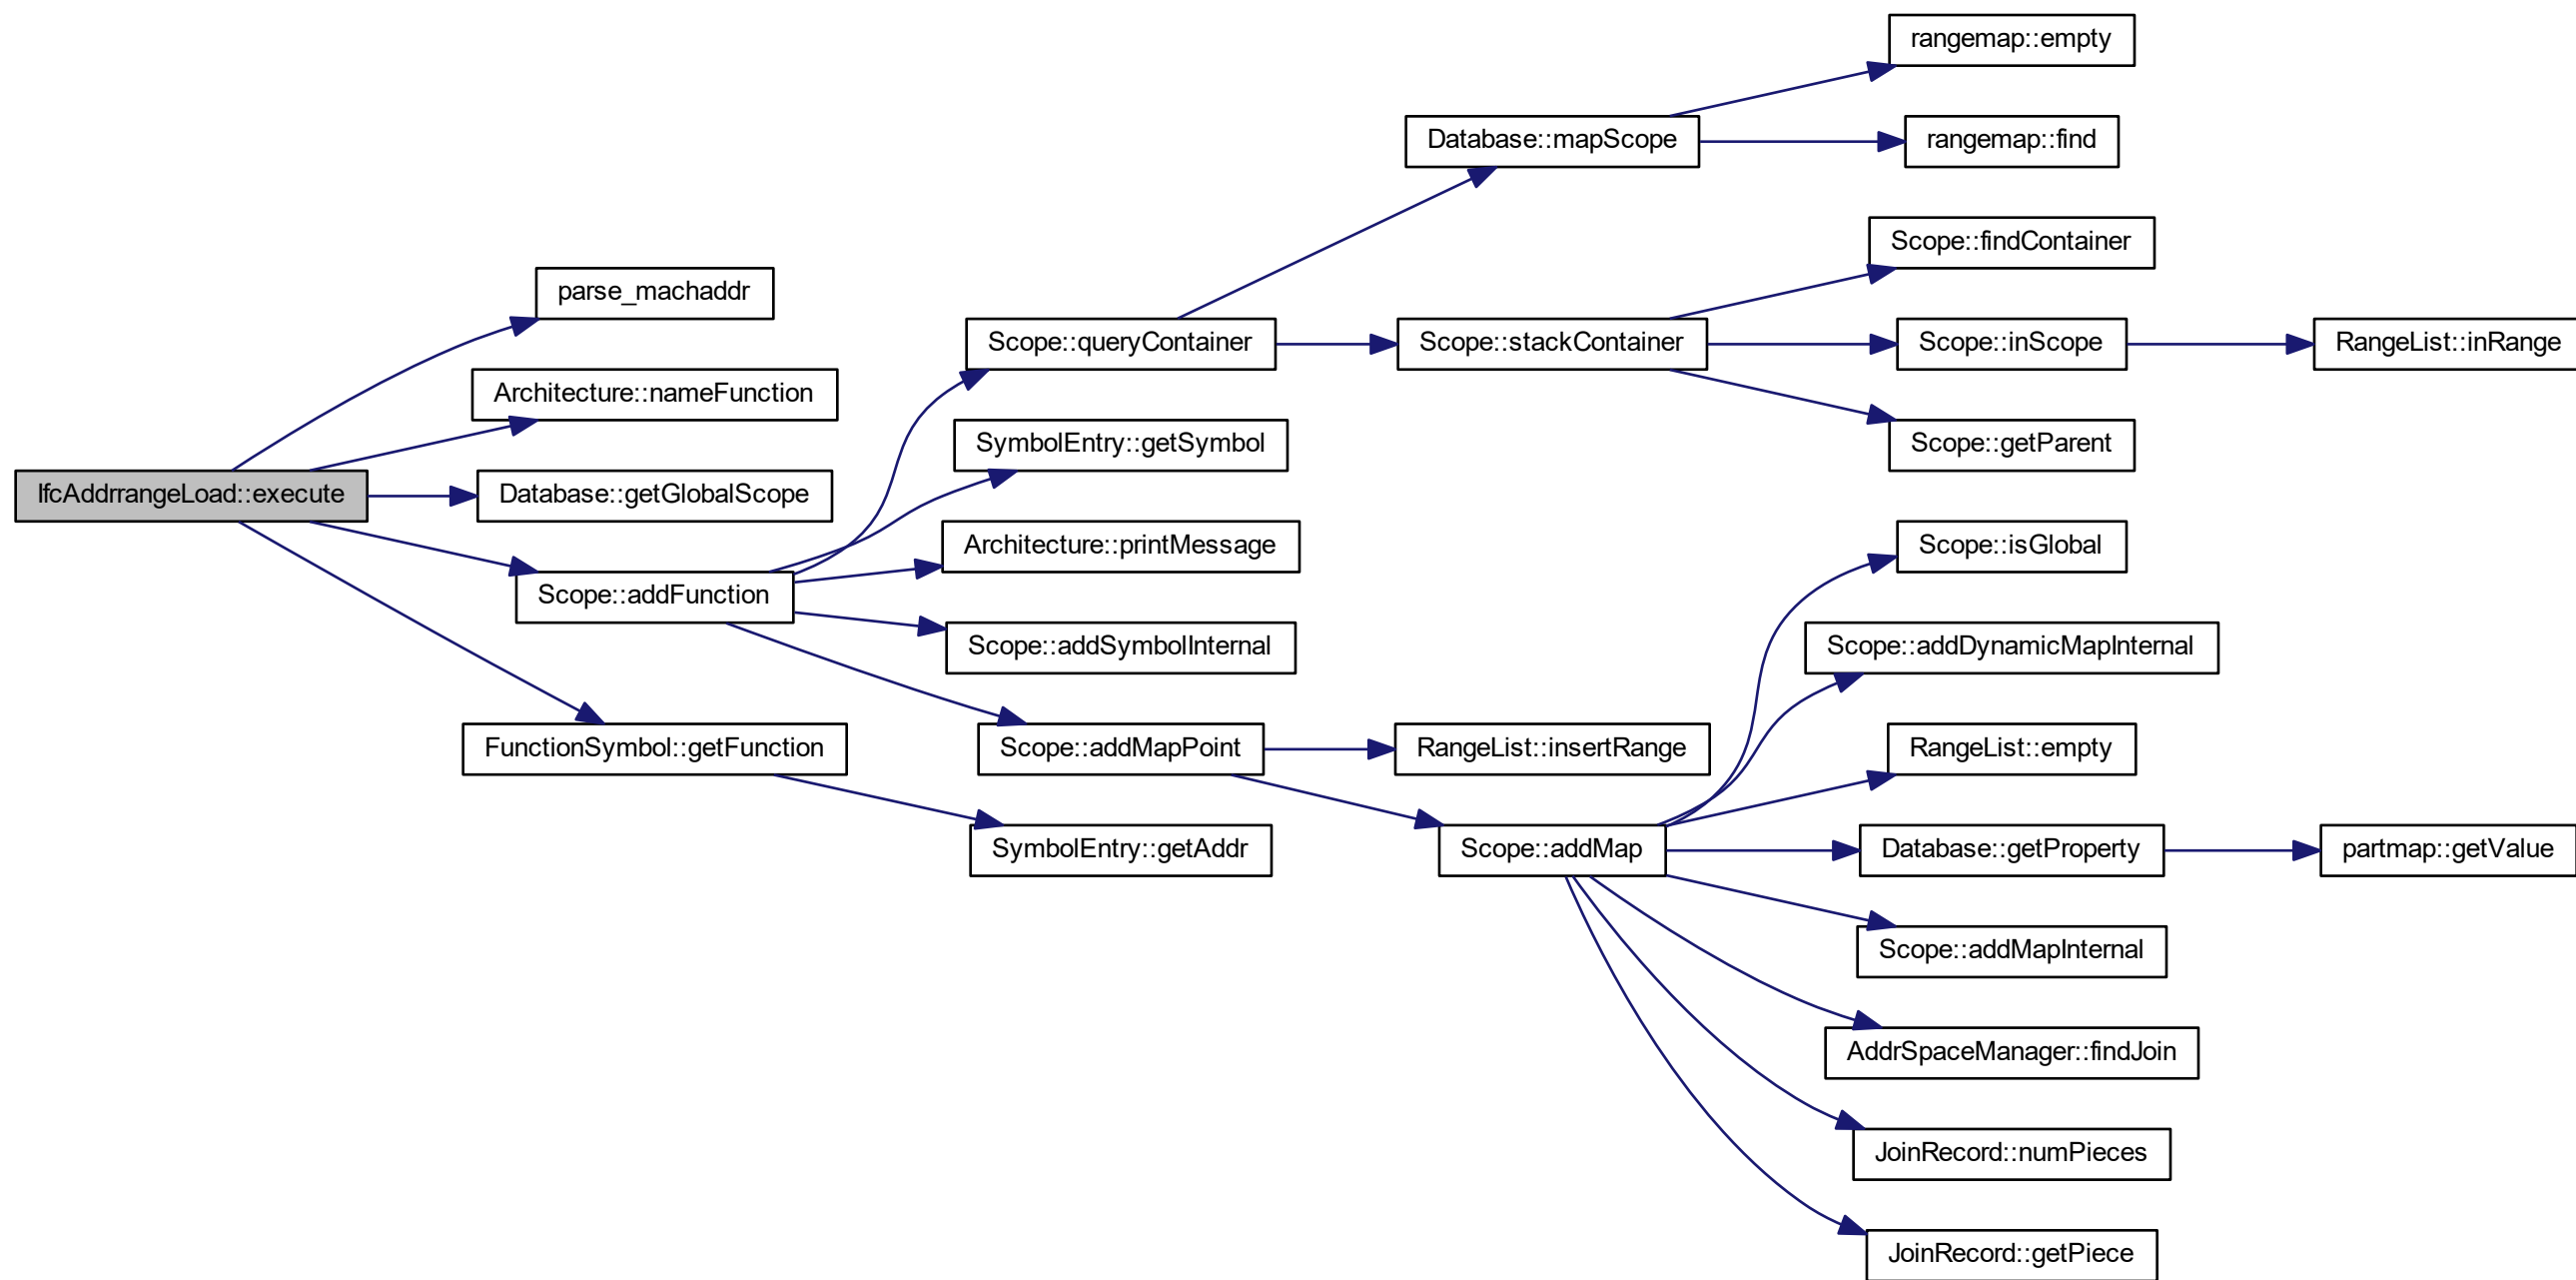 rangemap::empty
Database::mapScope
rangemap::find
Scope::findContainer
parse_machaddr
Scope::queryContainer
Scope::stackContainer
Scope::inScope
RangeList::inRange
Architecture::nameFunction
SymbolEntry::getSymbol
Scope::getParent
IfcAddrrangeLoad::execute
Database::getGlobalScope
Architecture::printMessage
Scope::isGlobal
Scope::addFunction
Scope::addSymbolInternal
Scope::addDynamicMapInternal
FunctionSymbol::getFunction
Scope::addMapPoint
RangeList::insertRange
RangeList::empty
SymbolEntry::getAddr
Scope::addMap
Database::getProperty
partmap::getValue
Scope::addMapInternal
AddrSpaceManager::findJoin
JoinRecord::numPieces
JoinRecord::getPiece